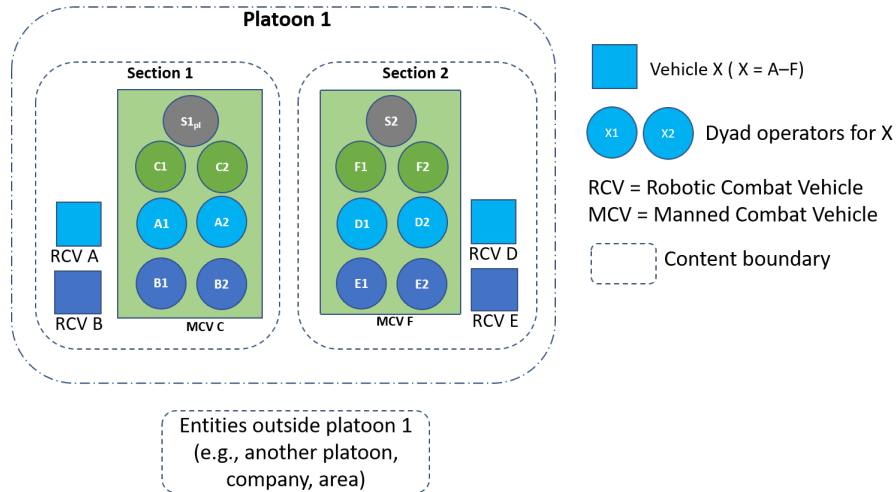 Platoon 1
Section 1
Section 2
S1pl
S2
C1
C2
F1
F2
A1
A2
D1
D2
B1
B2
E1
E2
RCV A
RCV B
RCV D
RCV E
MCV C
MCV F
Vehicle X ( X = A–F)
X1
X2
Dyad operators for X
RCV = Robotic Combat Vehicle
MCV = Manned Combat Vehicle
Content boundary
Entities outside platoon 1
(e.g., another platoon,
company, area)